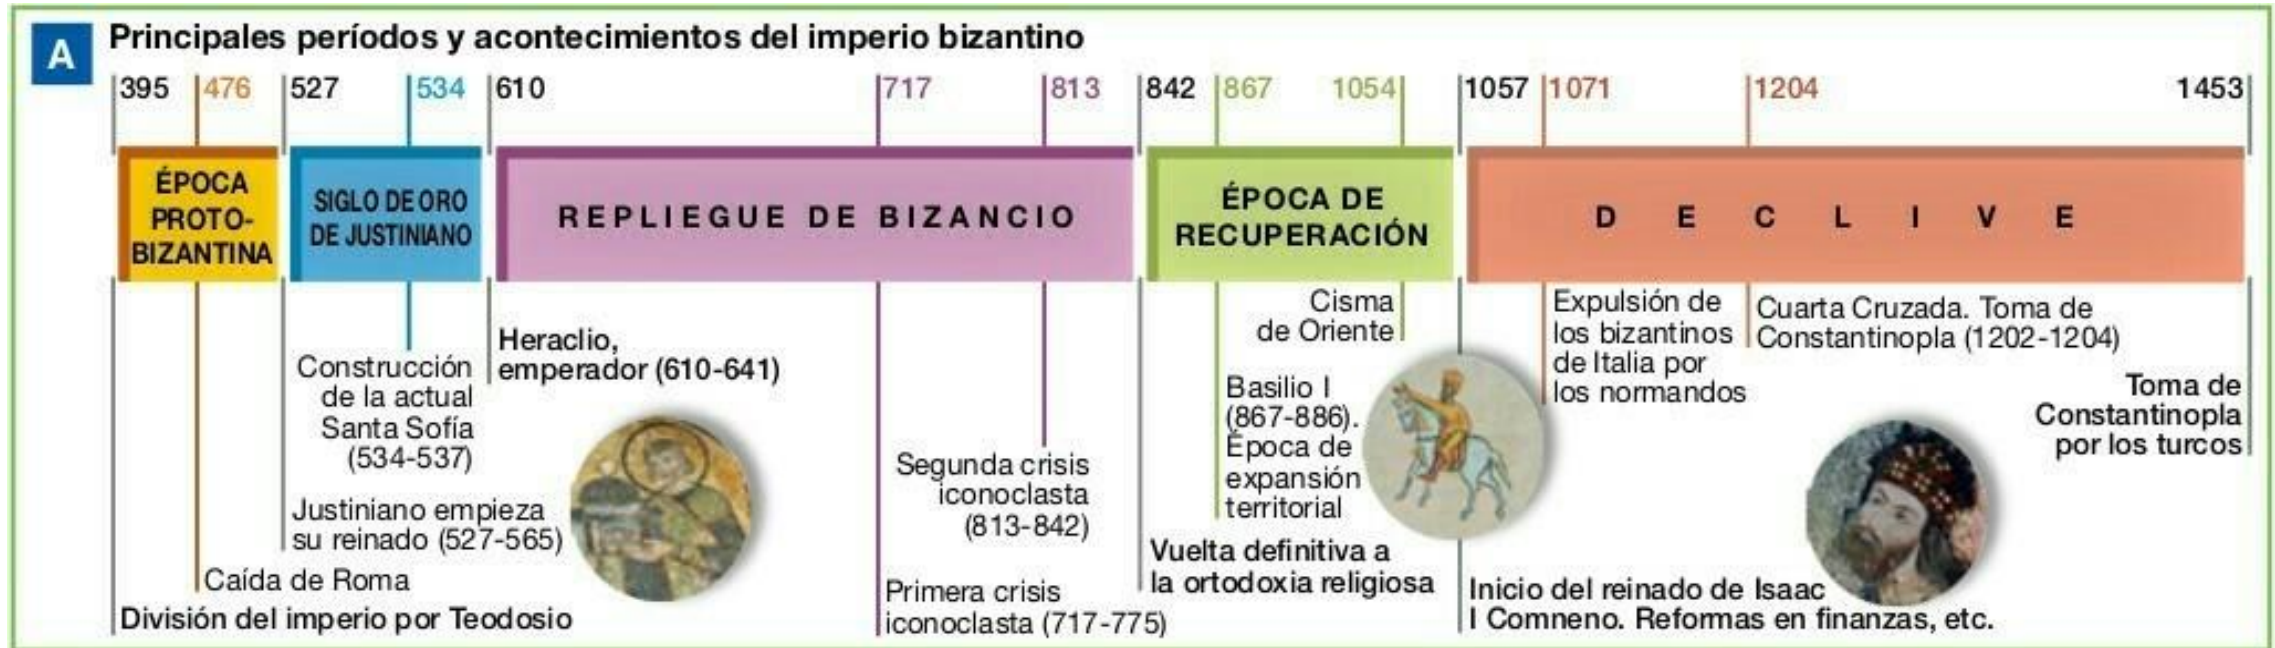 A
Principales períodos y acontecimientos del imperio bizantino
395 476 527 534 610 717 813 842 867 1054 1057 1071 1204 1453
ÉPOCA
PROTO-
BIZANTINA
SIGLO DE ORO
DE JUSTINIANO
REPLIEGUE DE BIZANCIO
ÉPOCA DE
RECUPERACIÓN
DECLIVE
División del imperio por Teodosio
Caída de Roma
Justiniano empieza
su reinado (527-565)
Construcción
de la actual
Santa Sofía
(534-537)
Heraclio,
emperador (610-641)
Primera crisis
iconoclasta (717-775)
Segunda crisis
iconoclasta
(813-842)
Vuelta definitiva a
la ortodoxia religiosa
Basilio I
(867-886).
Época de
expansión
territorial
Cisma
de Oriente
Inicio del reinado de Isaac
I Comneno. Reformas en finanzas, etc.
Expulsión de
los bizantinos
de Italia por
los normandos
Cuarta Cruzada. Toma de
Constantinopla (1202-1204)
Toma de
Constantinopla
por los turcos